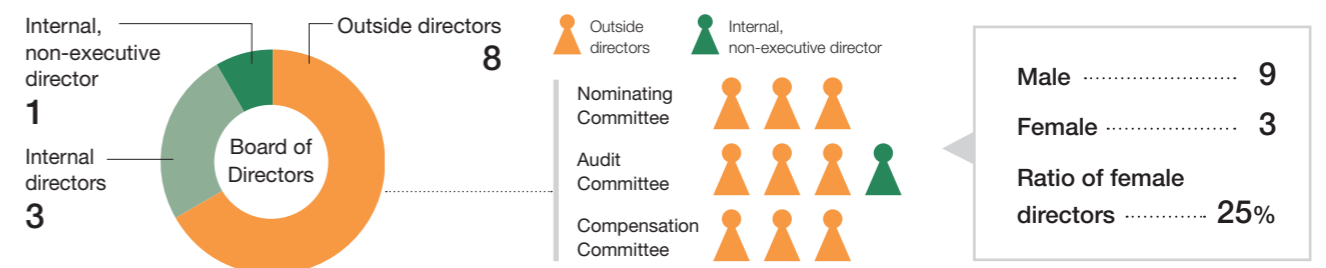 Internal,
non-executive
director
1
Internal
directors
3
Outside directors
8
Board of
Directors
Outside
directors
Internal,
non-executive director
Nominating
Committee
Audit
Committee
Compensation
Committee
Male 9
Female 3
Ratio of female
directors 25%